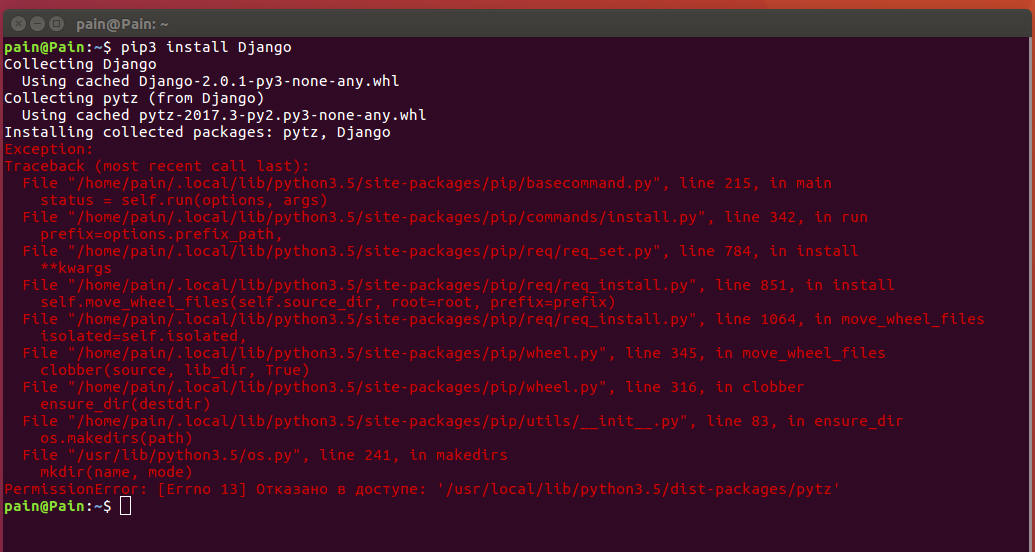 pain@Pain: ~
pain@Pain:~$ pip3 install Django
Collecting Django
  Using cached Django-2.0.1-py3-none-any.whl
Collecting pytz (from Django)
  Using cached pytz-2017.3-py2.py3-none-any.whl
Installing collected packages: pytz, Django
Exception:
Traceback (most recent call last):
  File "/home/pain/.local/lib/python3.5/site-packages/pip/basecommand.py", line 215, in main
    status = self.run(options, args)
  File "/home/pain/.local/lib/python3.5/site-packages/pip/commands/install.py", line 342, in run
    prefix=options.prefix_path,
  File "/home/pain/.local/lib/python3.5/site-packages/pip/req/req_set.py", line 784, in install
    **kwargs
  File "/home/pain/.local/lib/python3.5/site-packages/pip/req/req_install.py", line 851, in install
    self.move_wheel_files(self.source_dir, root=root, prefix=prefix)
  File "/home/pain/.local/lib/python3.5/site-packages/pip/req/req_install.py", line 1064, in move_wheel_files
    isolated=self.isolated,
  File "/home/pain/.local/lib/python3.5/site-packages/pip/wheel.py", line 345, in move_wheel_files
    clobber(source, lib_dir, True)
  File "/home/pain/.local/lib/python3.5/site-packages/pip/wheel.py", line 316, in clobber
    ensure_dir(destdir)
  File "/home/pain/.local/lib/python3.5/site-packages/pip/utils/__init__.py", line 83, in ensure_dir
    os.makedirs(path)
  File "/usr/lib/python3.5/os.py", line 241, in makedirs
    mkdir(name, mode)
PermissionError: [Errno 13] Отказано в доступе: '/usr/local/lib/python3.5/dist-packages/pytz'
pain@Pain:~$